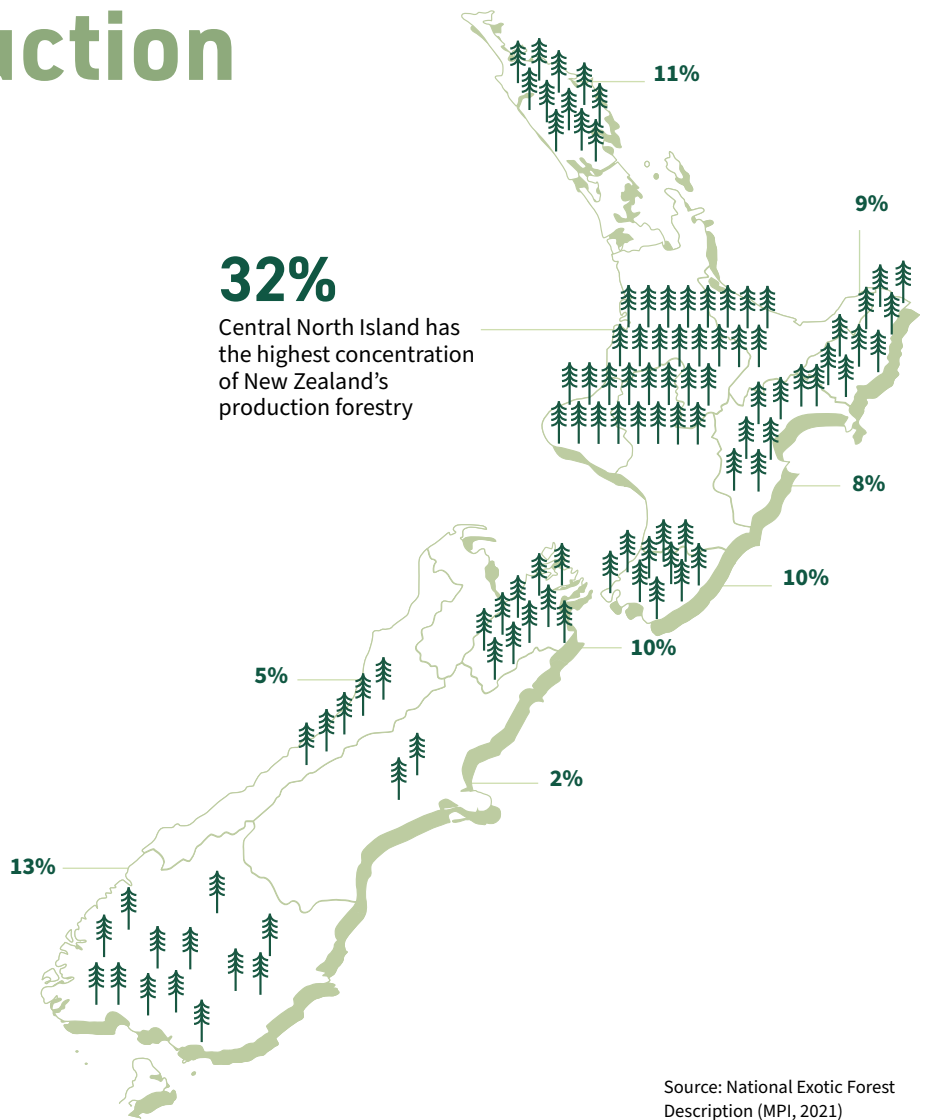 uction
11%
9%
32%
Central North Island has
the highest concentration
of New Zealand’s
production forestry
8%
10%
10%
5%
2%
13%
Source: National Exotic Forest
Description (MPI, 2021)